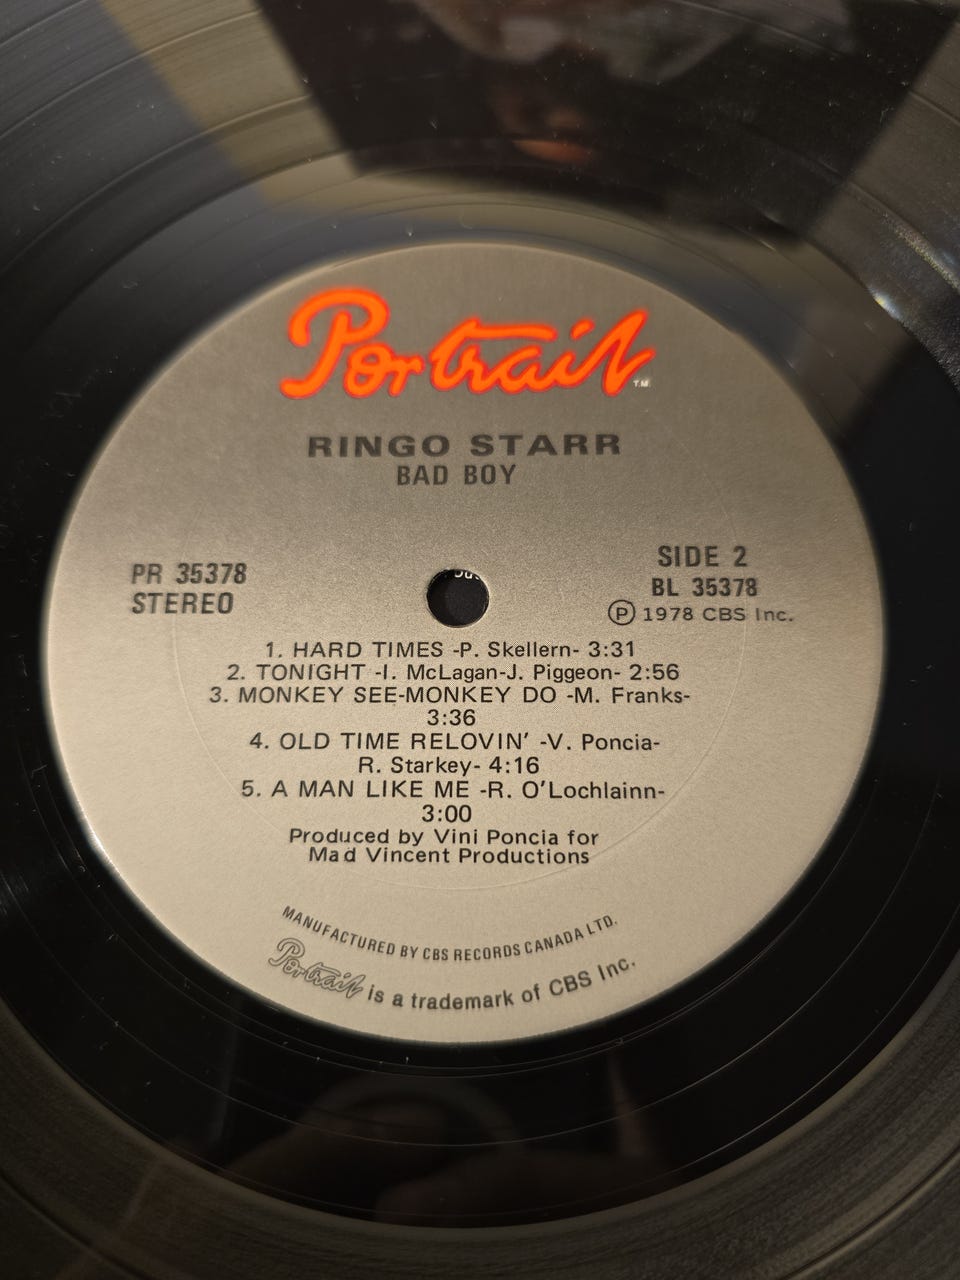 Portrait T.M.
RINGO STARR
BAD BOY
PR 35378
STEREO
SIDE 2
BL 35378
Ⓟ 1978 CBS Inc.
1. HARD TIMES -P. Skellern- 3:31
2. TONIGHT -I. McLagan-J. Piggeon- 2:56
3. MONKEY SEE-MONKEY DO -M. Franks-
3:36
4. OLD TIME RELOVIN' -V. Poncia-
R. Starkey- 4:16
5. A MAN LIKE ME -R. O'Lochlainn-
3:00
Produced by Vini Poncia for
Mad Vincent Productions
MANUFACTURED BY CBS RECORDS CANADA LTD.
Portrait is a trademark of CBS Inc.